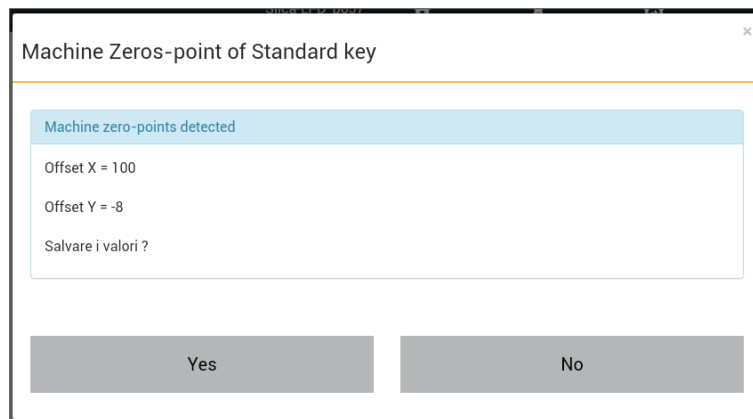 Machine Zeros-point of Standard key
×
Machine zero-points detected
Offset X = 100
Offset Y = -8
Salvare i valori ?
Yes
No